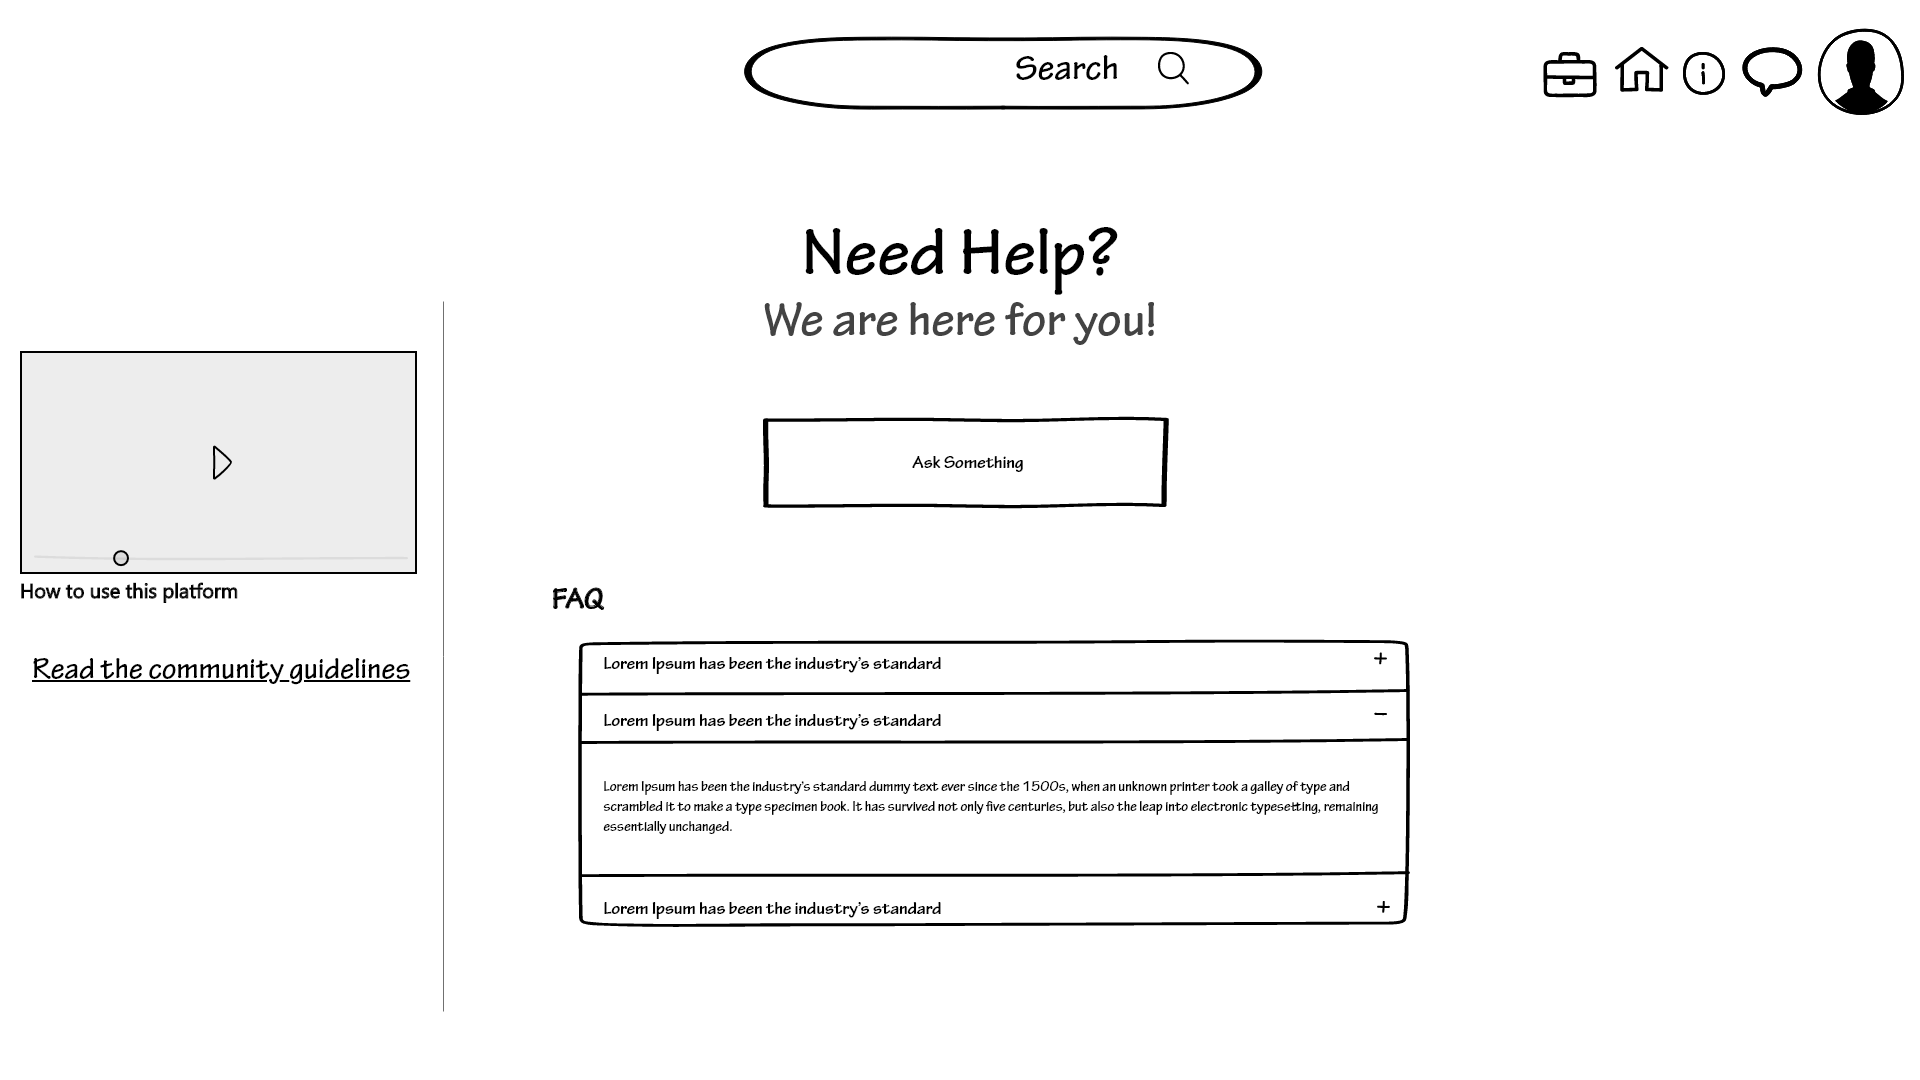 Search
Need Help?
We are here for you!
Ask Something
How to use this platform
Read the community guidelines
FAQ
Lorem Ipsum has been the industry's standard
Lorem Ipsum has been the industry's standard
Lorem Ipsum has been the industry's standard dummy text ever since the 1500s, when an unknown printer took a galley of type and
scrambled it to make a type specimen book. It has survived not only five centuries, but also the leap into electronic typesetting, remaining
essentially unchanged.
Lorem Ipsum has been the industry's standard